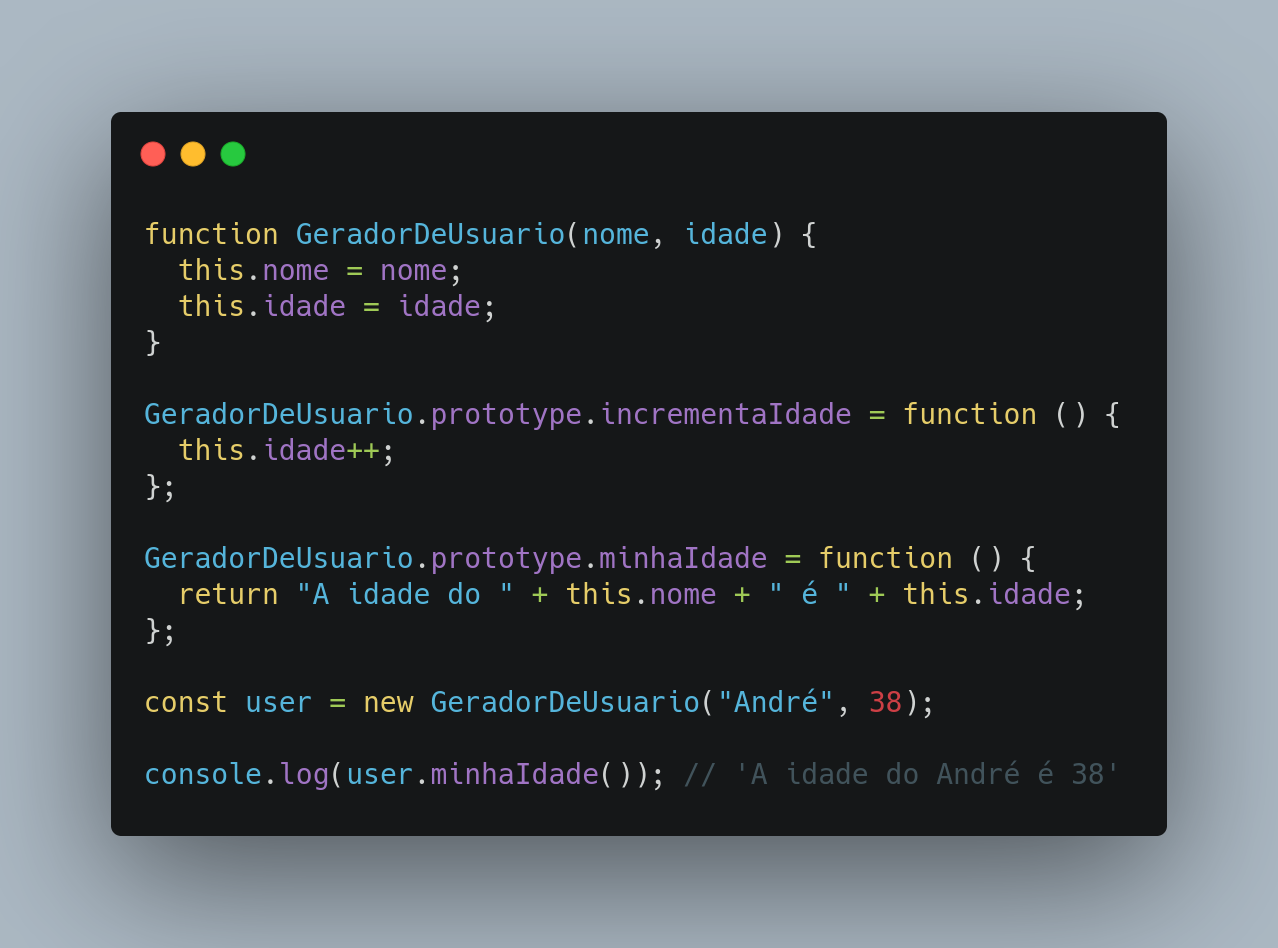 function GeradorDeUsuario(nome, idade) {
  this.nome = nome;
  this.idade = idade;
}

GeradorDeUsuario.prototype.incrementaIdade = function () {
  this.idade++;
};

GeradorDeUsuario.prototype.minhaIdade = function () {
  return "A idade do " + this.nome + " é " + this.idade;
};

const user = new GeradorDeUsuario("André", 38);

console.log(user.minhaIdade()); // 'A idade do André é 38'